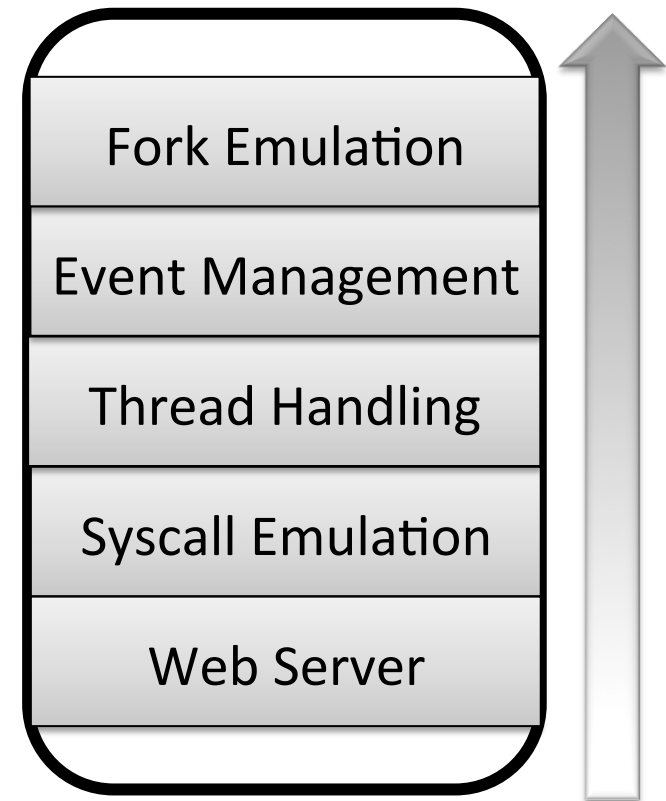 Fork Emulation
Event Management
Thread Handling
Syscall Emulation
Web Server